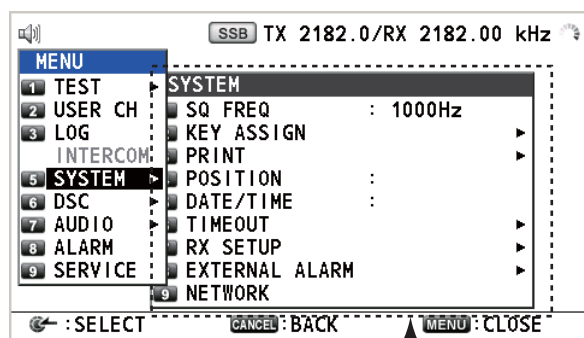 SSB TX 2182.0/RX 2182.00 kHz
MENU
1 TEST
2 USER CH
3 LOG
INTERCOM
5 SYSTEM
6 DSC
7 AUDIO
8 ALARM
9 SERVICE
SYSTEM
SQ FREQ : 1000Hz
KEY ASSIGN
PRINT
POSITION :
DATE/TIME :
TIMEOUT
RX SETUP
EXTERNAL ALARM
9 NETWORK
:SELECT CANCEL:BACK MENU:CLOSE